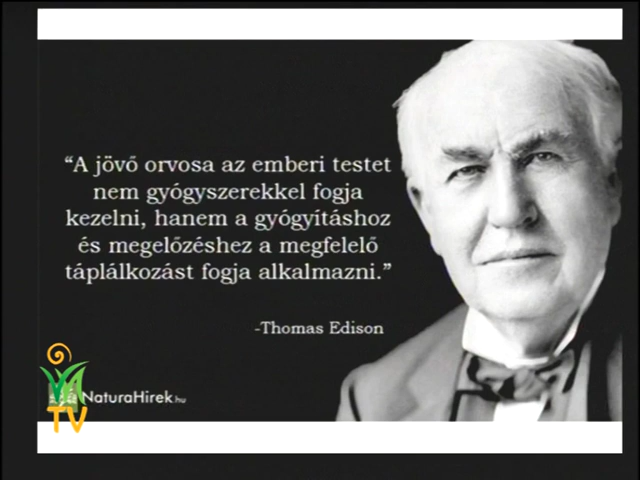 “A jövő orvosa az emberi testet
nem gyógyszerekkel fogja
kezelni, hanem a gyógyításhoz
és megelőzéshez a megfelelő
táplálkozást fogja alkalmazni.”
-Thomas Edison
NaturaHirek.hu
TV